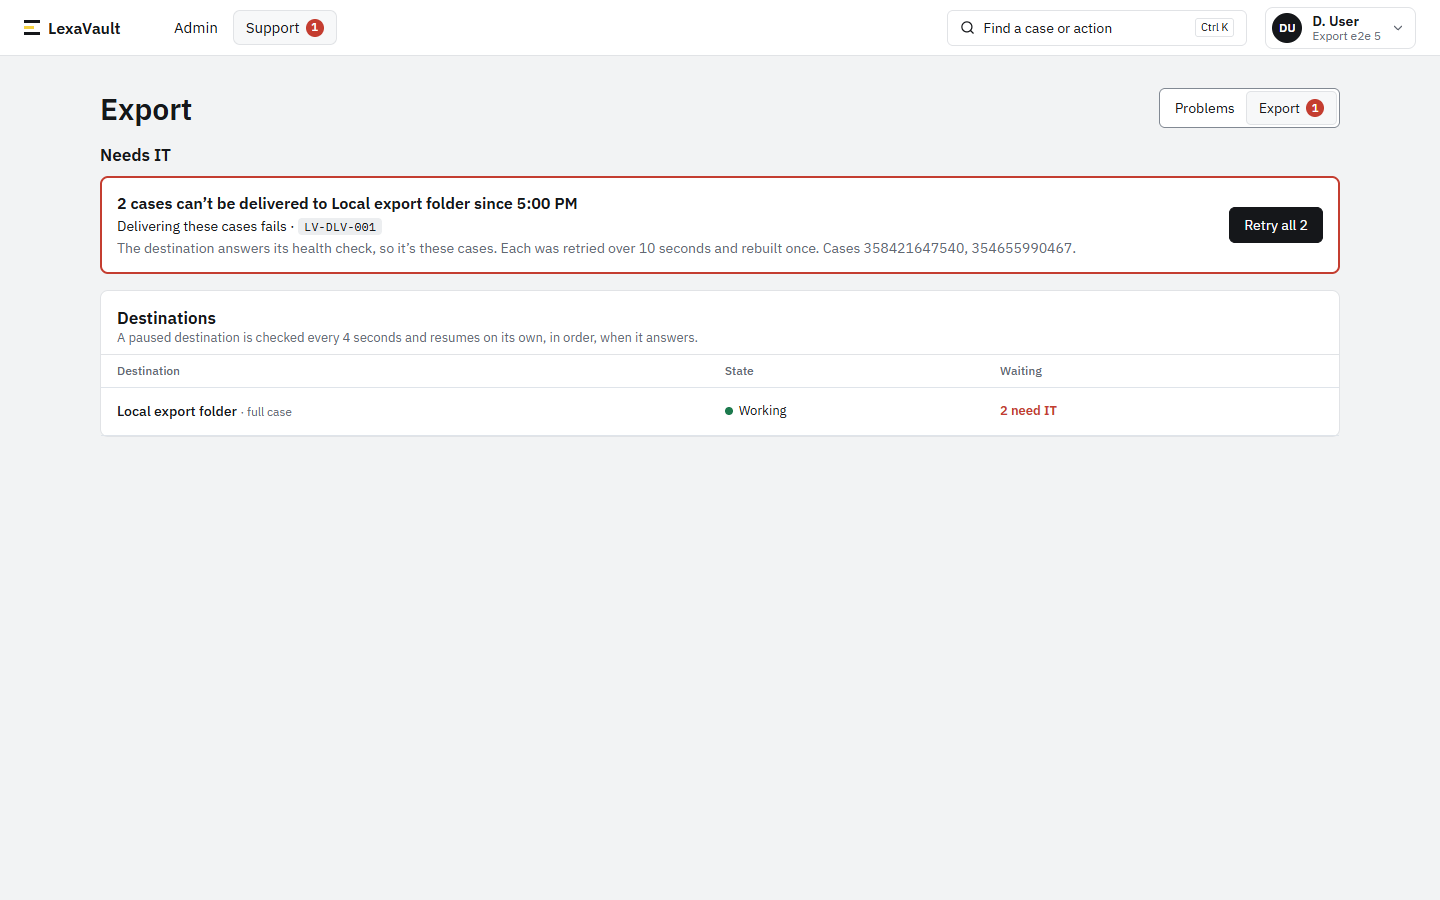 LexaVault
Admin
Support 1
Find a case or action
Ctrl K
DU
D. User
Export e2e 5
Export
Problems
Export 1
Needs IT
2 cases can’t be delivered to Local export folder since 5:00 PM
Delivering these cases fails · LV-DLV-001
The destination answers its health check, so it’s these cases. Each was retried over 10 seconds and rebuilt once. Cases 358421647540, 354655990467.
Retry all 2
Destinations
A paused destination is checked every 4 seconds and resumes on its own, in order, when it answers.
Destination State Waiting
Local export folder · full case Working 2 need IT